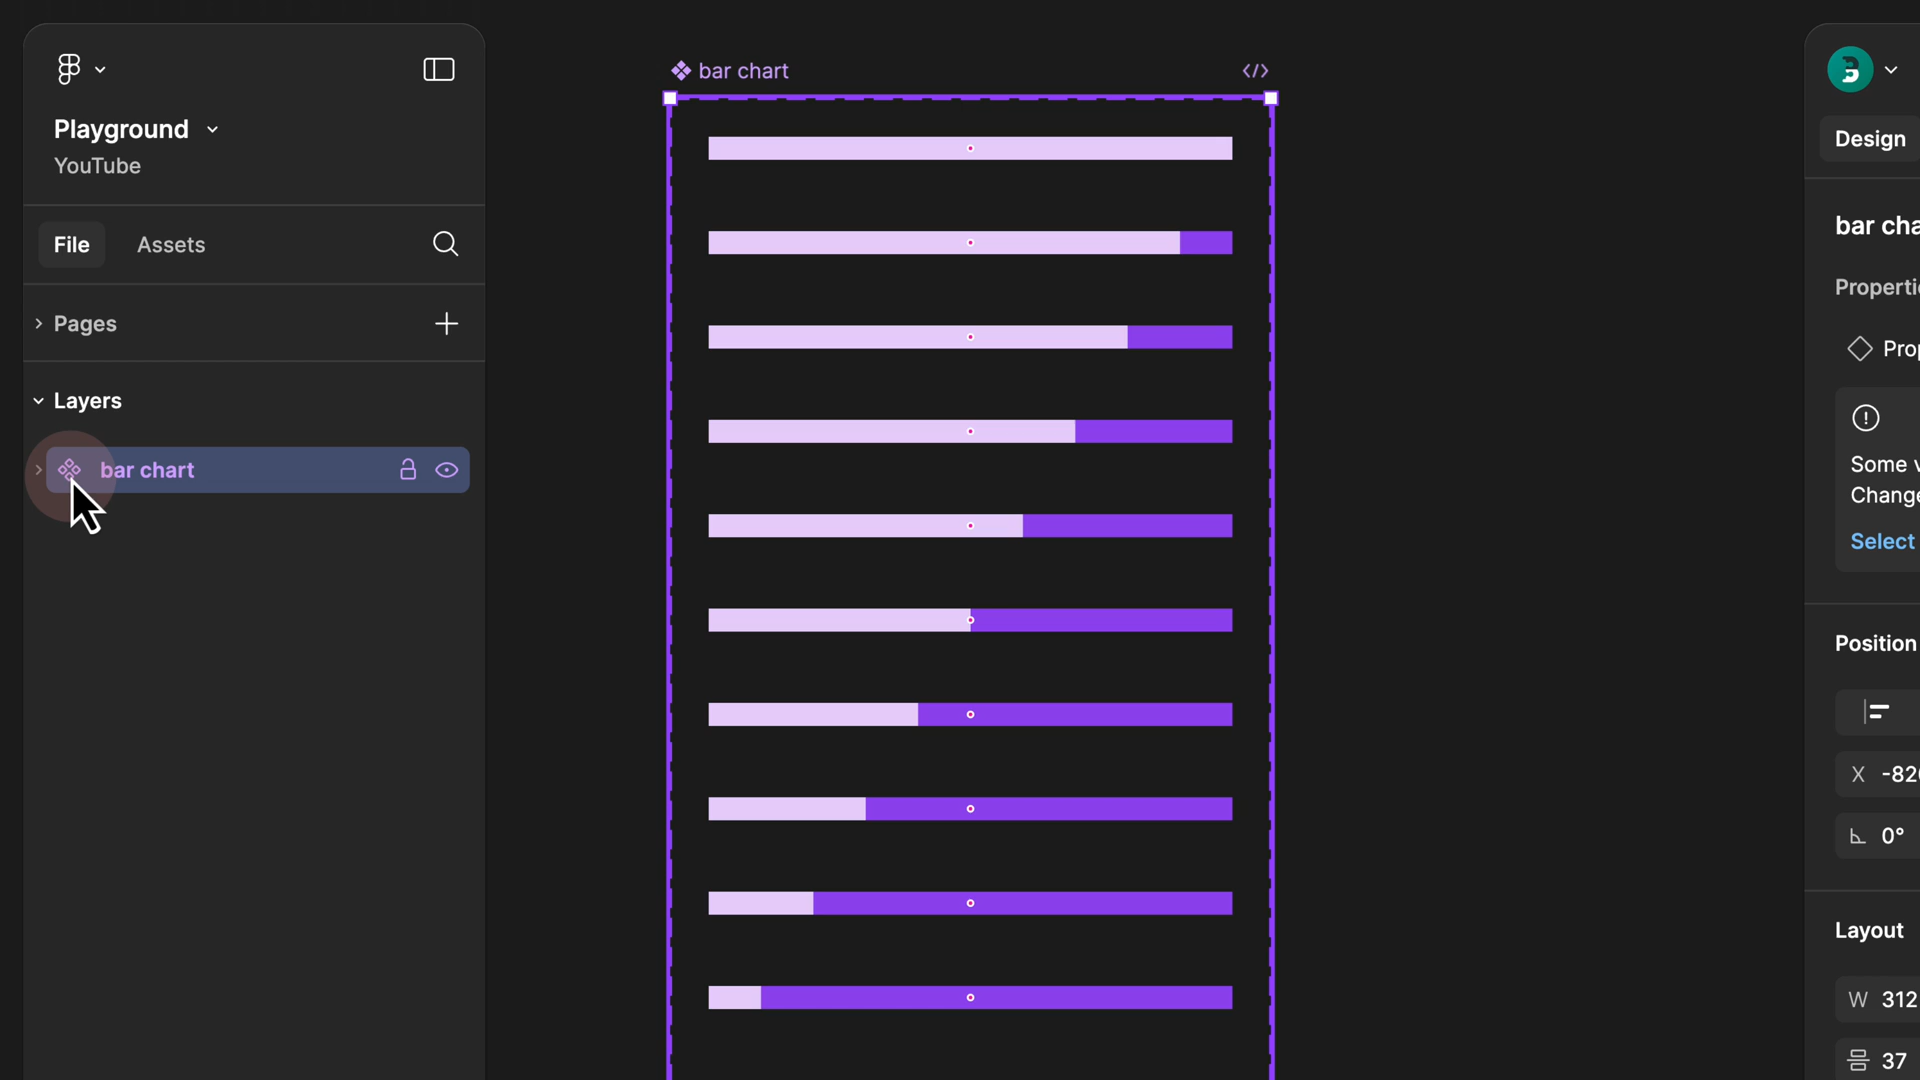 Playground
YouTube
File
Assets
Pages
Layers
bar chart
bar chart
Design
bar cha
Properti
Prop
Some v
Change
Select
Position
X -820
0°
Layout
W 312
37